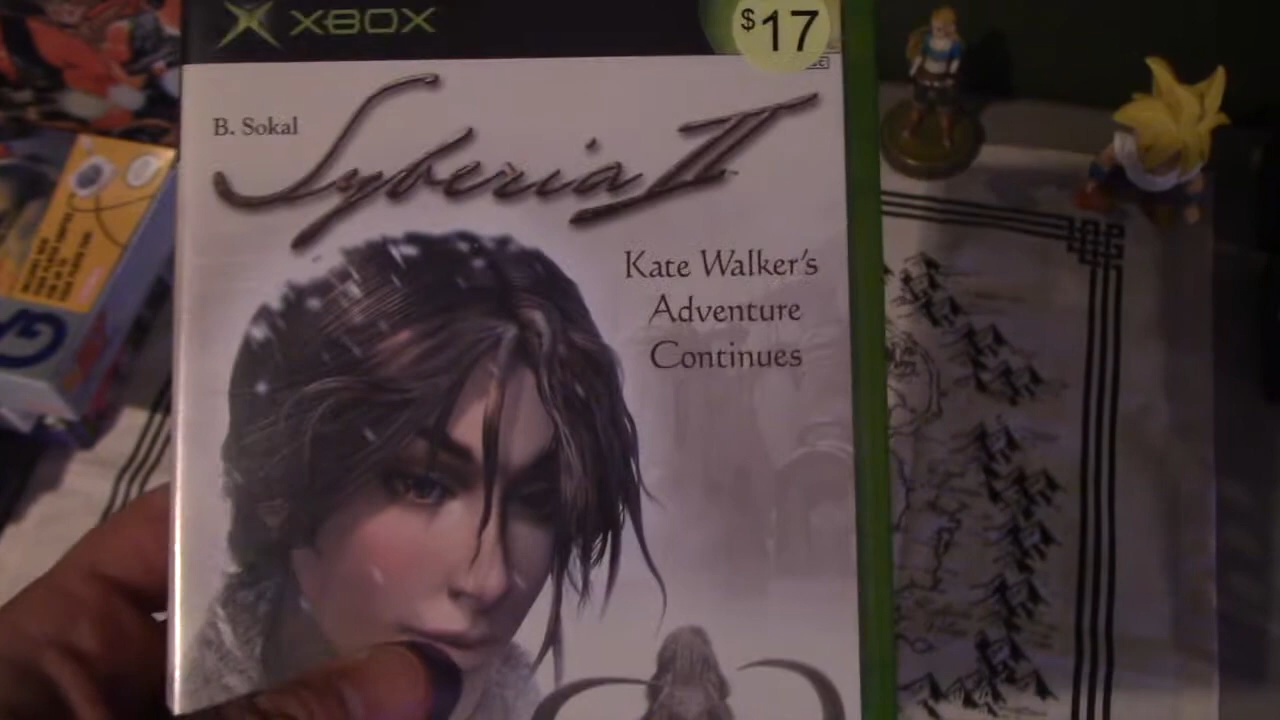 XBOX
$17
B. Sokal
Syberia II
Kate Walker's
Adventure
Continues